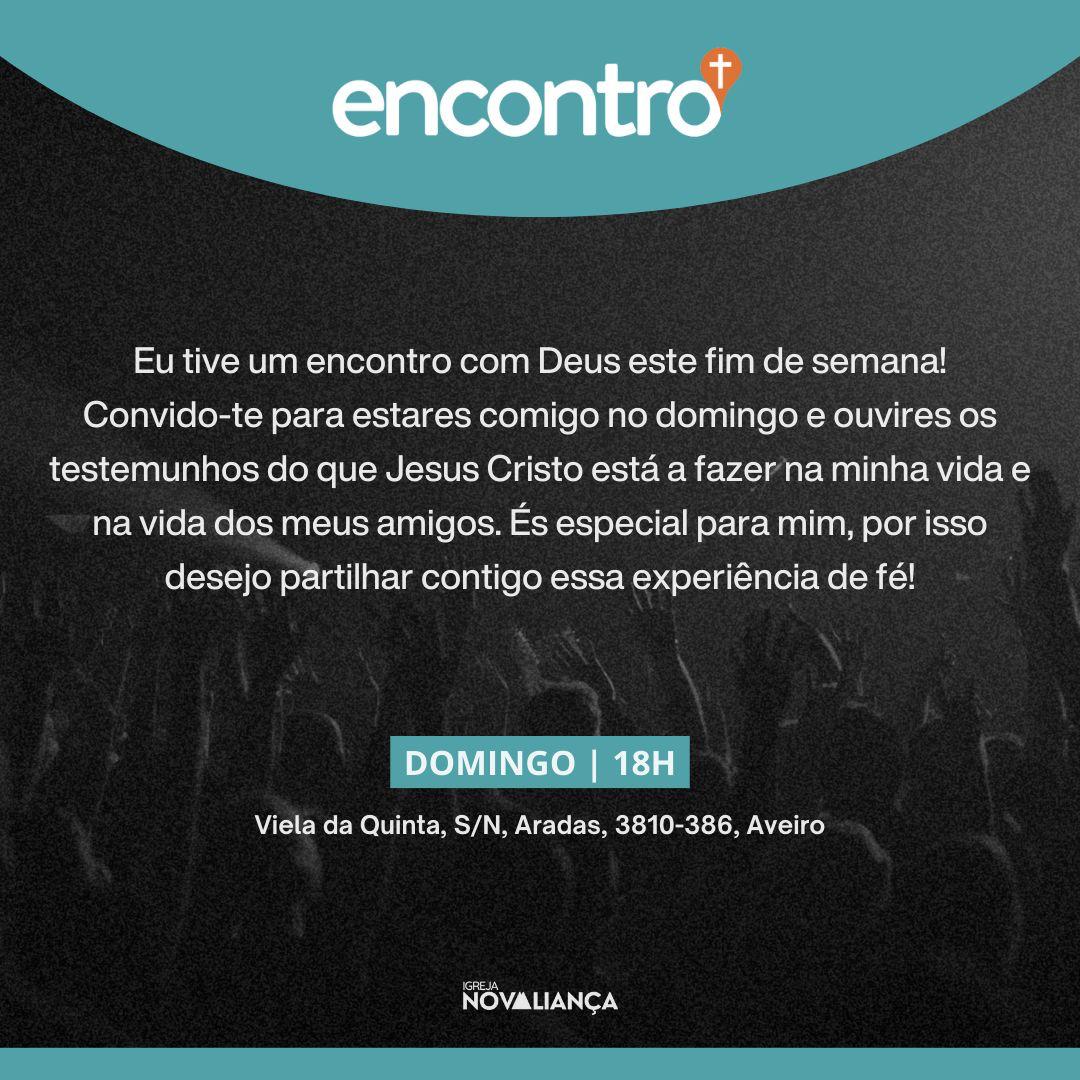 encontro
Eu tive um encontro com Deus este fim de semana!
Convido-te para estares comigo no domingo e ouvires os
testemunhos do que Jesus Cristo está a fazer na minha vida e
na vida dos meus amigos. És especial para mim, por isso
desejo partilhar contigo essa experiência de fé!
DOMINGO | 18H
Viela da Quinta, S/N, Aradas, 3810-386, Aveiro
IGREJA
NOVALIANÇA